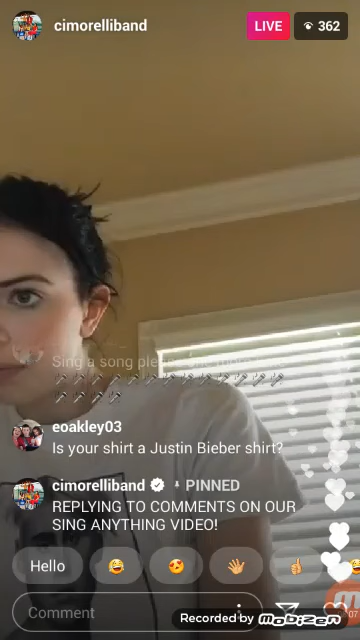 cimorelliband
LIVE
362
Sing a song please
eoakley03
Is your shirt a Justin Bieber shirt?
cimorelliband PINNED
REPLYING TO COMMENTS ON OUR
SING ANYTHING VIDEO!
Hello
Comment
Recorded by MOBIZEN